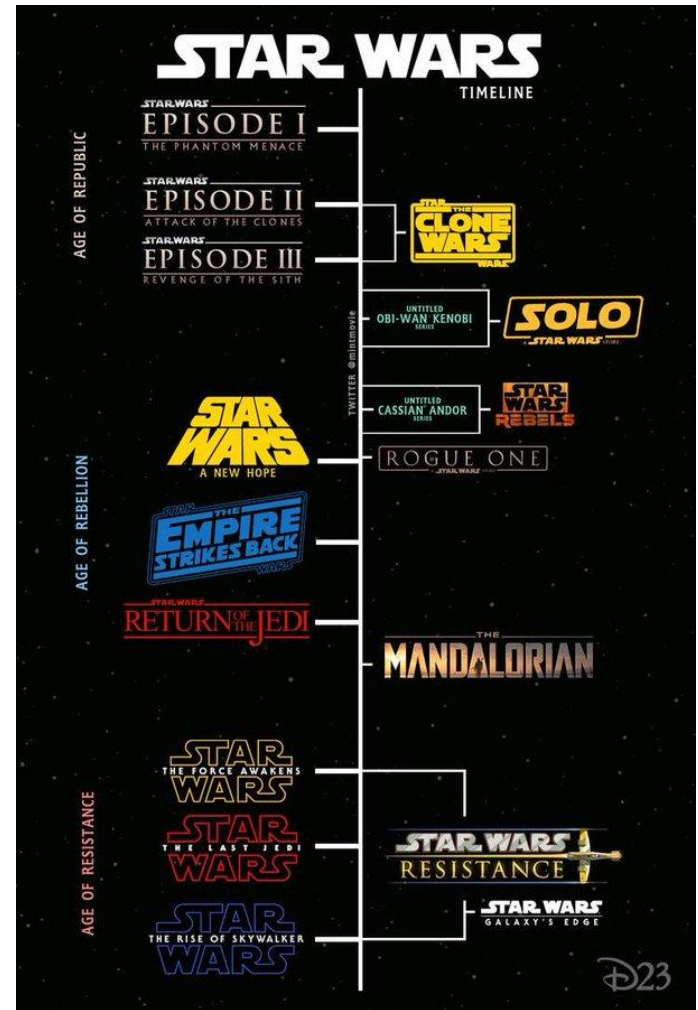 STAR WARS
TIMELINE
AGE OF REPUBLIC
STAR WARS
EPISODE I
THE PHANTOM MENACE
STAR WARS
EPISODE II
ATTACK OF THE CLONES
STAR WARS
EPISODE III
REVENGE OF THE SITH
STAR
THE
CLONE
WARS
WARS
UNTITLED
OBI-WAN KENOBI
SERIES
SOLO
A STAR WARS STORY
TWITTER @mintmovie
UNTITLED
CASSIAN ANDOR
SERIES
STAR
WARS
REBELS
AGE OF REBELLION
STAR
WARS
A NEW HOPE
ROGUE ONE
A STAR WARS STORY
STAR
THE
EMPIRE
STRIKES BACK
WARS
STAR WARS
RETURN OF THE JEDI
THE
MANDALORIAN
AGE OF RESISTANCE
STAR
THE FORCE AWAKENS
WARS
STAR
THE LAST JEDI
WARS
STAR WARS
RESISTANCE
STAR
THE RISE OF SKYWALKER
WARS
STAR WARS
GALAXY'S EDGE
D23